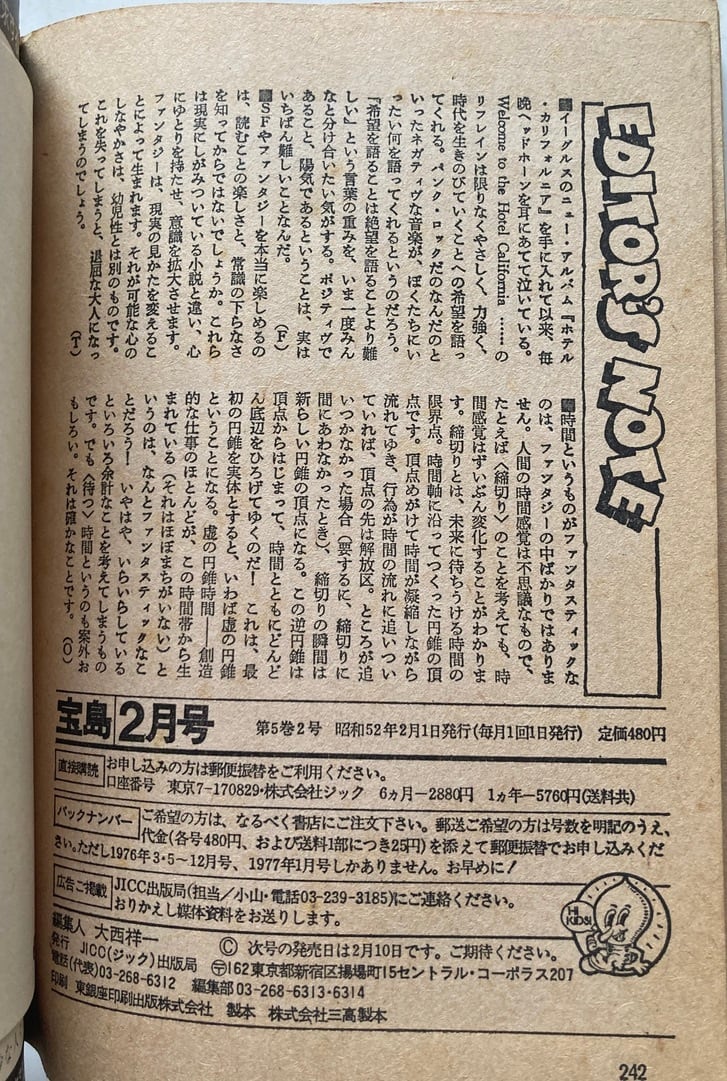 EDITOR'S NOTE
■イーグルスのニュー・アルバム『ホテル
・カリフォルニア』を手に入れて以来、毎
晩ヘッドホーンを耳にあてて泣いている。
Welcome to the Hotel California ……の
リフレインは限りなくやさしく、力強く、
時代を生きのびていくことへの希望を語っ
てくれる。パンク・ロックだのなんだのと
いったネガティヴな音楽が、ぼくたちにい
ったい何を語ってくれるというのだろう。
『希望を語ることは絶望を語ることより難
しい』という言葉の重みを、いま一度みん
なと分け合いたい気がする。ポジティヴで
あること、陽気であるということは、実は
いちばん難しいことなんだ。 (F)
■SFやファンタジーを本当に楽しめるの
は、読むことの楽しさと、常識の下らなさ
を知ってからではないでしょうか。これら
は現実にしがみついている小説と違い、心
にゆとりを持たせ、意識を拡大させます。
ファンタジーは、現実の見かたを変えるこ
とによって生まれます。それが可能な心の
しなやかさは、幼児性とは別のものです。
これを失ってしまうと、退屈な大人になっ
てしまうのでしょう。 (T)
■時間というものがファンタスティックな
のは、ファンタジーの中ばかりではありま
せん。人間の時間感覚は不思議なもので、
たとえば〈締切り〉のことを考えても、時
間感覚はずいぶん変化することがわかりま
す。締切りとは、未来に待ちうける時間の
限界点。時間軸に沿ってつくった円錐の頂
点です。頂点めがけて時間が凝縮しながら
流れてゆき、行為が時間の流れに追いつい
ていれば、頂点の先は解放区。ところが追
いつかなかった場合(要するに、締切りに
間にあわなかったとき)、締切りの瞬間は
新らしい円錐の頂点になる。この逆円錐は
頂点からはじまって、時間とともにどんど
ん底辺をひろげてゆくのだ! これは、最
初の円錐を実体とすると、いわば虚の円錐
ということになる。虚の円錐時間――創造
的な仕事のほとんどが、この時間帯から生
まれている(それはほぼまちがいない)と
いうのは、なんとファンタスティックなこ
とだろう! いやはや、いらいらしている
といろいろ余計なことを考えてしまうもの
です。でも〈待つ〉時間というのも案外お
もしろい。それは確かなことです。 (O)
宝島 2月号 第5巻2号 昭和52年2月1日発行(毎月1回1日発行) 定価480円
直接購読 お申し込みの方は郵便振替をご利用ください。
口座番号 東京7-170829・株式会社ジック 6ヵ月-2880円 1ヵ年-5760円(送料共)
バックナンバー ご希望の方は、なるべく書店にご注文下さい。郵送ご希望の方は号数を明記のうえ、
代金(各号480円、および送料1部につき25円)を添えて郵便振替でお申し込みくだ
さい。ただし1976年3・5〜12月号、1977年1月号しかありません。お早めに!
広告ご掲載 JICC出版局(担当/小山・電話03-239-3185)にご連絡ください。
おりかえし媒体資料をお送りします。
HI KIDS!
編集人 大西祥一 Ⓒ 次号の発売日は2月10日です。ご期待ください。
発行 JICC(ジック)出版局 〶162東京都新宿区揚場町15セントラル・コーポラス207
電話(代表)03-268-6312 編集部03-268-6313・6314
印刷 東銀座印刷出版株式会社 製本 株式会社三高製本
242